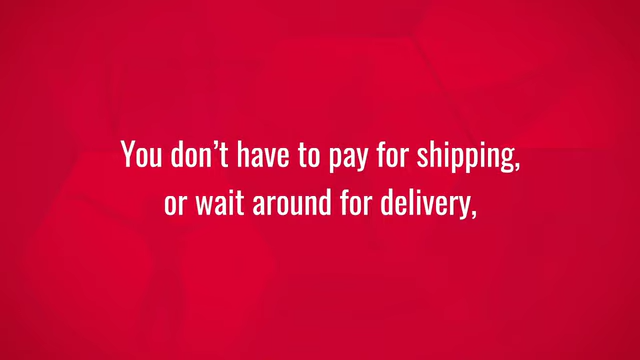 You don’t have to pay for shipping,
or wait around for delivery,